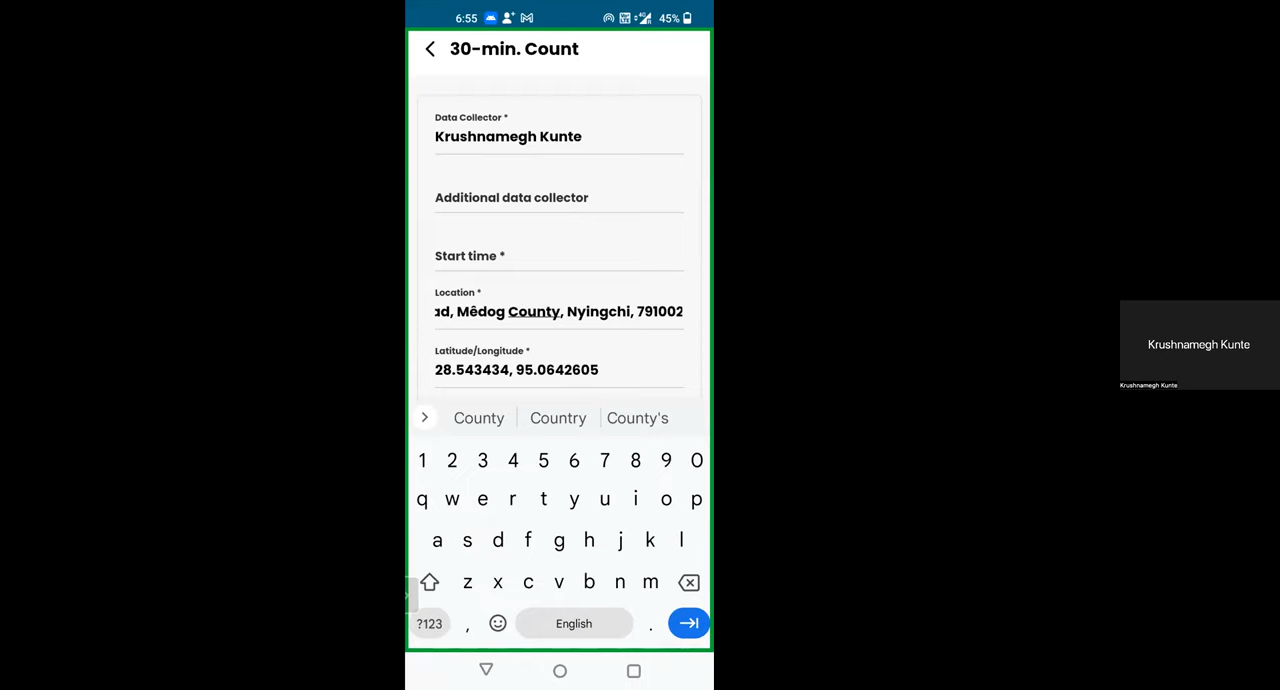 6:55
45%
30-min. Count
Data Collector *
Krushnamegh Kunte
Additional data collector
Start time *
Location *
ad, Mêdog County, Nyingchi, 791002
Latitude/Longitude *
28.543434, 95.0642605
County Country County's
1 2 3 4 5 6 7 8 9 0
q w e r t y u i o p
a s d f g h j k l
z x c v b n m
?123 , English .
Krushnamegh Kunte
Krushnamegh Kunte